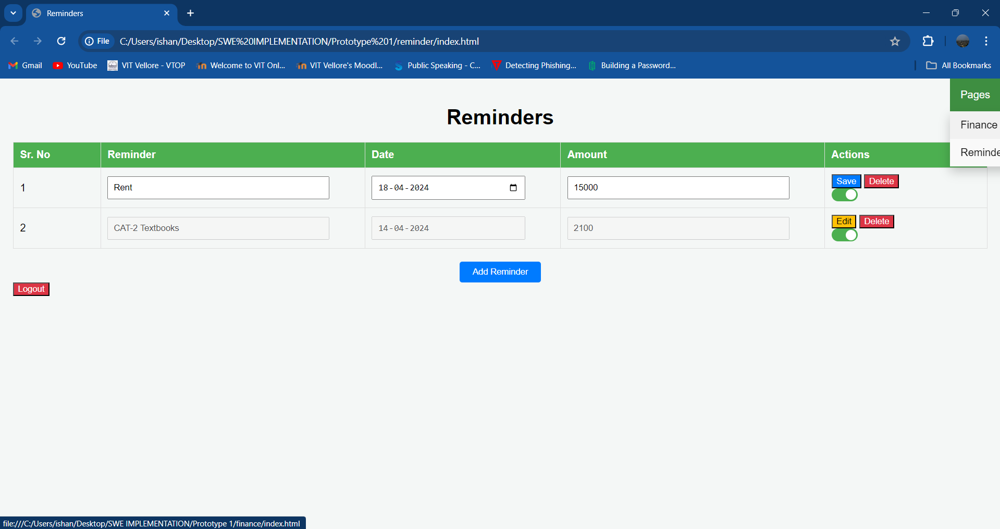 Reminders
File C:/Users/ishan/Desktop/SWE%20IMPLEMENTATION/Prototype%201/reminder/index.html
Gmail YouTube VIT Vellore - VTOP Welcome to VIT Onl... VIT Vellore's Moodl... Public Speaking - C... Detecting Phishing... Building a Password... All Bookmarks
Pages
Finance
Reminde
Reminders
Sr. No Reminder Date Amount Actions
1 Rent 18-04-2024 15000 Save Delete
2 CAT-2 Textbooks 14-04-2024 2100 Edit Delete
Add Reminder
Logout
file:///C:/Users/ishan/Desktop/SWE IMPLEMENTATION/Prototype 1/finance/index.html